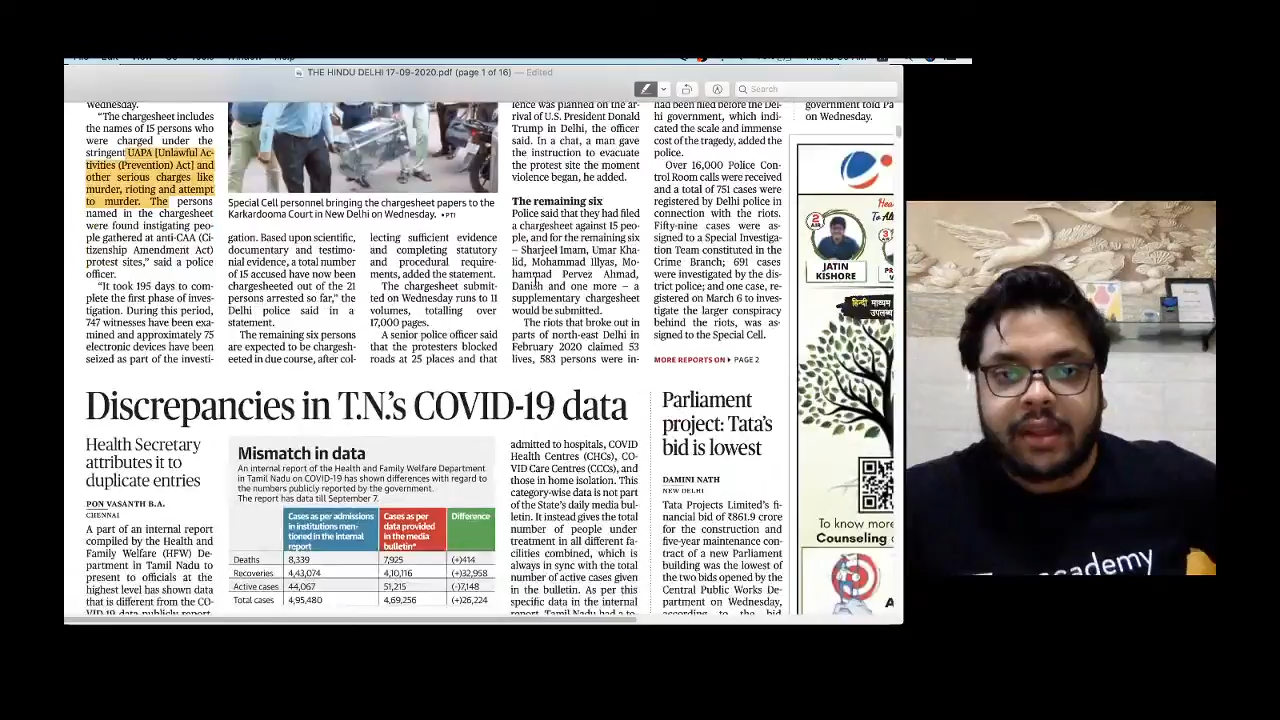 THE HINDU DELHI 17-09-2020.pdf (page 1 of 16) — Edited
Search
Wednesday.
"The chargesheet includes
the names of 15 persons who
were charged under the
stringent UAPA [Unlawful Ac-
tivities (Prevention) Act] and
other serious charges like
murder, rioting and attempt
to murder. The persons
named in the chargesheet
were found instigating peo-
ple gathered at anti-CAA (Ci-
tizenship Amendment Act)
protest sites," said a police
officer.
"It took 195 days to com-
plete the first phase of inves-
tigation. During this period,
747 witnesses have been exa-
mined and approximately 75
electronic devices have been
seized as part of the investi-
Special Cell personnel bringing the chargesheet papers to the
Karkardooma Court in New Delhi on Wednesday. • PTI
gation. Based upon scientific,
documentary and testimo-
nial evidence, a total number
of 15 accused have now been
chargesheeted out of the 21
persons arrested so far," the
Delhi police said in a
statement.
The remaining six persons
are expected to be chargesh-
eeted in due course, after col-
lecting sufficient evidence
and completing statutory
and procedural require-
ments, added the statement.
The chargesheet submit-
ted on Wednesday runs to 11
volumes, totalling over
17,000 pages.
A senior police officer said
that the protesters blocked
roads at 25 places and that
lence was planned on the ar-
rival of U.S. President Donald
Trump in Delhi, the officer
said. In a chat, a man gave
the instruction to evacuate
the protest site the moment
violence began, he added.
The remaining six
Police said that they had filed
a chargesheet against 15 peo-
ple, and for the remaining six
– Sharjeel Imam, Umar Kha-
lid, Mohammad Illyas, Mo-
hammad Pervez Ahmad,
Danish and one more – a
supplementary chargesheet
would be submitted.
The riots that broke out in
parts of north-east Delhi in
February 2020 claimed 53
lives, 583 persons were in-
had been filed before the Del-
hi government, which indi-
cated the scale and immense
cost of the tragedy, added the
police.
Over 16,000 Police Con-
trol Room calls were received
and a total of 751 cases were
registered by Delhi police in
connection with the riots.
Fifty-nine cases were as-
signed to a Special Investiga-
tion Team constituted in the
Crime Branch; 691 cases
were investigated by the dis-
trict police; and one case, re-
gistered on March 6 to inves-
tigate the larger conspiracy
behind the riots, was as-
signed to the Special Cell.
MORE REPORTS ON PAGE 2
government told Pa
on Wednesday.
2 AIR
JATIN
KISHORE
हिन्दी माध्यम
उपलब्ध
To know more
Counseling
Discrepancies in T.N.'s COVID-19 data
Health Secretary
attributes it to
duplicate entries
PON VASANTH B.A.
CHENNAI
A part of an internal report
compiled by the Health and
Family Welfare (HFW) De-
partment in Tamil Nadu to
present to officials at the
highest level has shown data
that is different from the CO-
VID-19 data publicly report-
Mismatch in data
An internal report of the Health and Family Welfare Department
in Tamil Nadu on COVID-19 has shown differences with regard to
the numbers publicly reported by the government.
The report has data till September 7.
Cases as per admissions in institutions men- tioned in the internal report Cases as per data provided in the media bulletin* Difference
Deaths 8,339 7,925 (+)414
Recoveries 4,43,074 4,10,116 (+)32,958
Active cases 44,067 51,215 (-)7,148
Total cases 4,95,480 4,69,256 (+)26,224
admitted to hospitals, COVID
Health Centres (CHCs), CO-
VID Care Centres (CCCs), and
those in home isolation. This
category-wise data is not part
of the State's daily media bul-
letin. It instead gives the total
number of people under
treatment in all different fa-
cilities combined, which is
always in sync with the total
number of active cases given
in the bulletin. As per this
specific data in the internal
report, Tamil Nadu had a to-
Parliament
project: Tata's
bid is lowest
DAMINI NATH
NEW DELHI
Tata Projects Limited's fi-
nancial bid of ₹861.9 crore
for the construction and
five-year maintenance con-
tract of a new Parliament
building was the lowest of
the two bids opened by the
Central Public Works De-
partment on Wednesday,
according to the bid
cademy